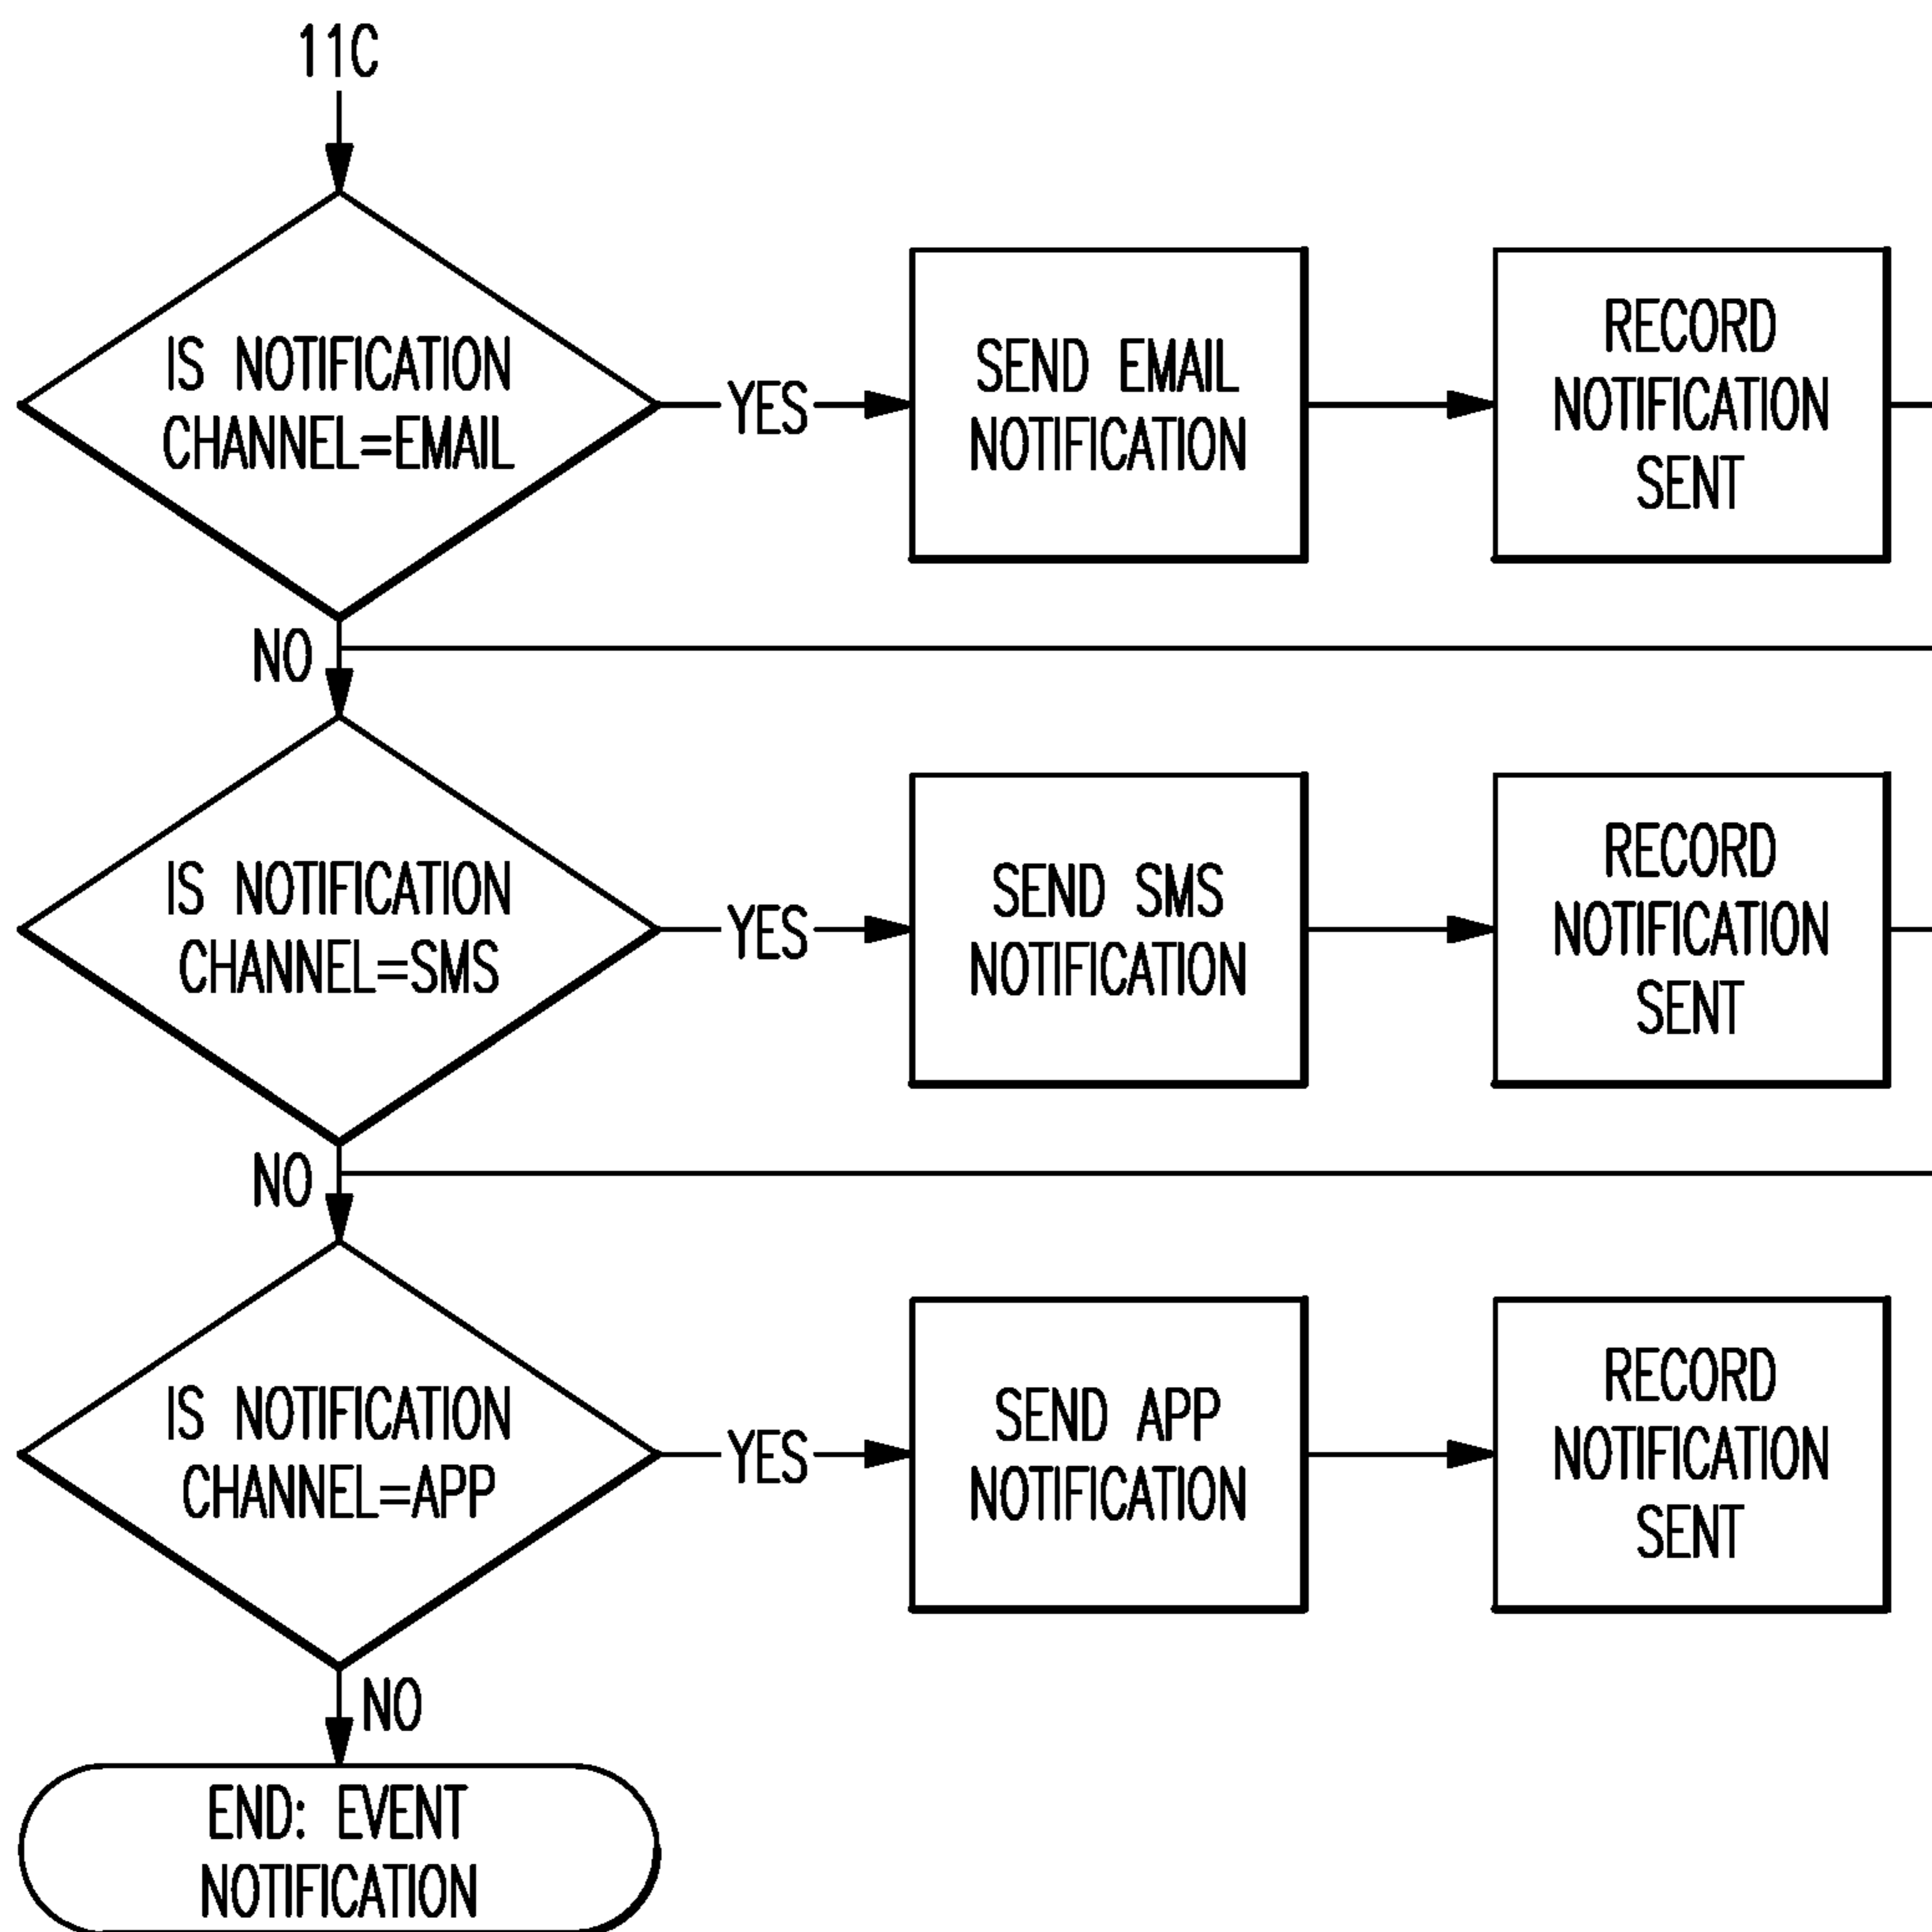 11C
IS NOTIFICATION
CHANNEL=EMAIL
YES
SEND EMAIL
NOTIFICATION
RECORD
NOTIFICATION
SENT
NO
IS NOTIFICATION
CHANNEL=SMS
YES
SEND SMS
NOTIFICATION
RECORD
NOTIFICATION
SENT
NO
IS NOTIFICATION
CHANNEL=APP
YES
SEND APP
NOTIFICATION
RECORD
NOTIFICATION
SENT
NO
END: EVENT
NOTIFICATION